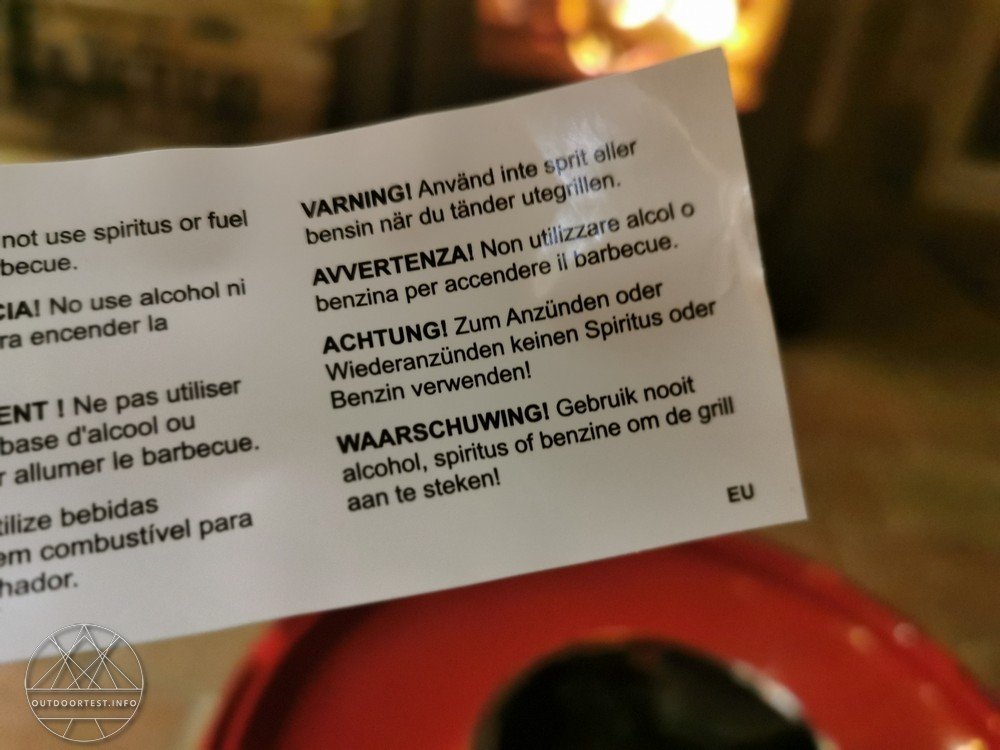 not use spiritus or fuel
becue.
CIA! No use alcohol ni
ra encender la
ENT ! Ne pas utiliser
base d'alcool ou
r allumer le barbecue.
tilize bebidas
em combustível para
hador.
VARNING! Använd inte sprit eller
bensin när du tänder utegrillen.
AVVERTENZA! Non utilizzare alcol o
benzina per accendere il barbecue.
ACHTUNG! Zum Anzünden oder
Wiederanzünden keinen Spiritus oder
Benzin verwenden!
WAARSCHUWING! Gebruik nooit
alcohol, spiritus of benzine om de grill
aan te steken!
EU
OUTDOORTEST.INFO